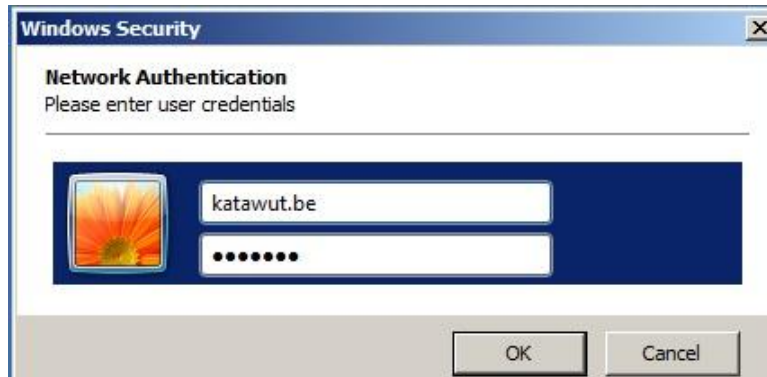 Windows Security
Network Authentication
Please enter user credentials
katawut.be
•••••••
OK
Cancel